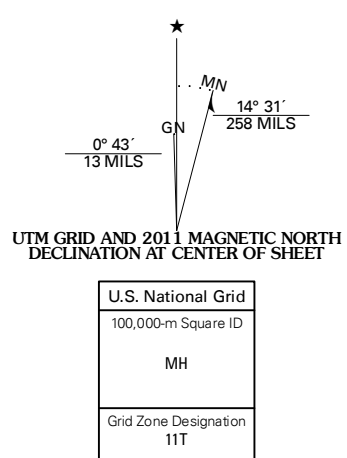 ★
MN
14° 31´
258 MILS
GN
0° 43´
13 MILS
UTM GRID AND 2011 MAGNETIC NORTH
DECLINATION AT CENTER OF SHEET
U.S. National Grid
100,000-m Square ID
MH
Grid Zone Designation
11T